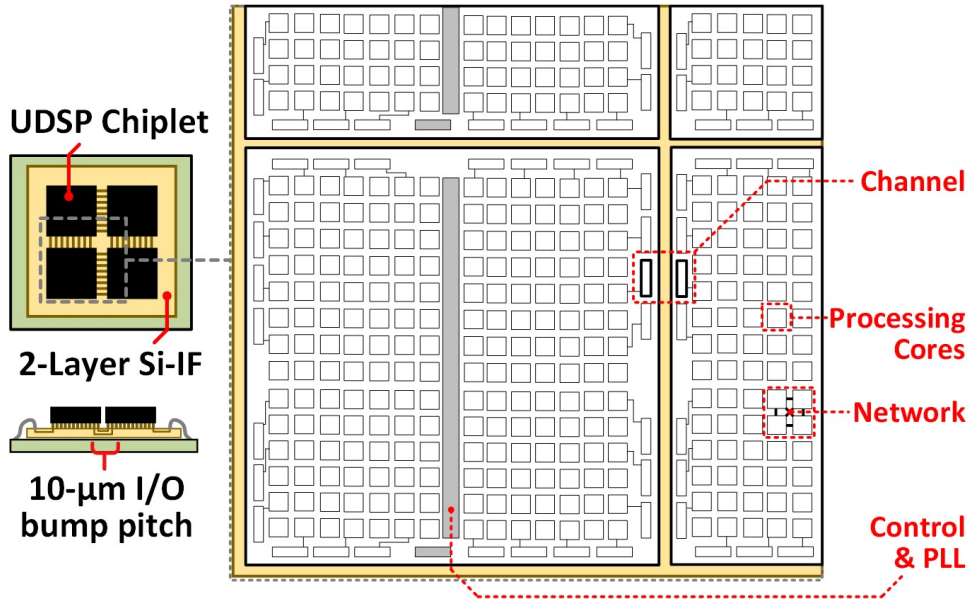 UDSP Chiplet
2-Layer Si-IF
10-µm I/O
bump pitch
Channel
Processing
Cores
Network
Control
& PLL